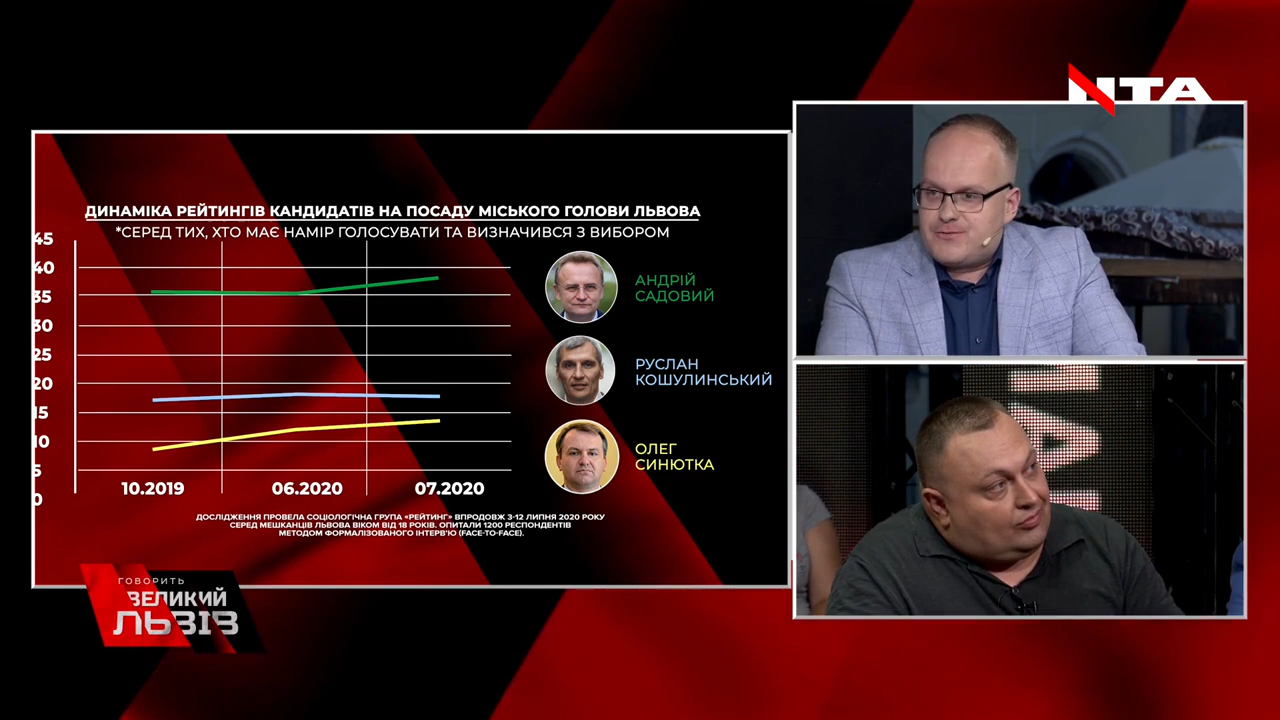 NTA
ДИНАМІКА РЕЙТИНГІВ КАНДИДАТІВ НА ПОСАДУ МІСЬКОГО ГОЛОВИ ЛЬВОВА
*СЕРЕД ТИХ, ХТО МАЄ НАМІР ГОЛОСУВАТИ ТА ВИЗНАЧИВСЯ З ВИБОРОМ
45
40
35
30
25
20
15
10
5
0
10.2019
06.2020
07.2020
АНДРІЙ
САДОВИЙ
РУСЛАН
КОШУЛИНСЬКИЙ
ОЛЕГ
СИНЮТКА
ДОСЛІДЖЕННЯ ПРОВЕЛА СОЦІОЛОГІЧНА ГРУПА «РЕЙТИНГ» ВПРОДОВЖ 3-12 ЛИПНЯ 2020 РОКУ
СЕРЕД МЕШКАНЦІВ ЛЬВОВА ВІКОМ ВІД 18 РОКІВ. ОПИТАЛИ 1200 РЕСПОНДЕНТІВ
МЕТОДОМ ФОРМАЛІЗОВАНОГО ІНТЕРВ'Ю (FACE-TO-FACE).
ГОВОРИТЬ
ВЕЛИКИЙ
ЛЬВІВ